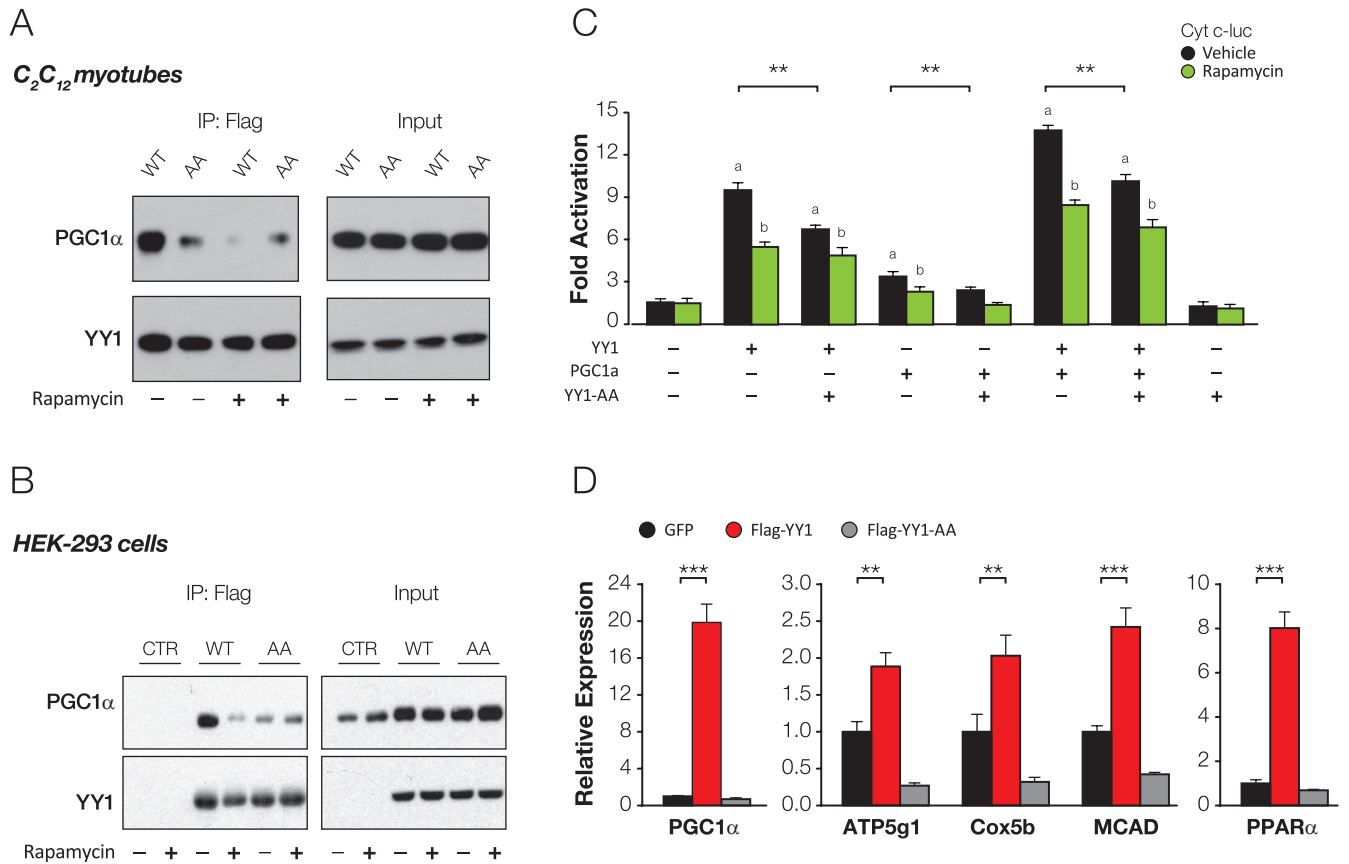 A
C2C12 myotubes
IP: Flag Input
WT AA WT AA WT AA WT AA
PGC1α
YY1
Rapamycin – – + + – – + +
B
HEK-293 cells
IP: Flag Input
CTR WT AA CTR WT AA
PGC1α
YY1
Rapamycin – + – + – + – + – + – +
C
Cyt c-luc
Vehicle
Rapamycin
** ** **
Fold Activation
15
12
9
6
3
0
a b a b a b a b a b
YY1 – + + – – + + –
PGC1a – – – + + + + –
YY1-AA – – + – + – + +
D
GFP Flag-YY1 Flag-YY1-AA
Relative Expression
24
20
16
12
8
4
0
***
PGC1α
3.0
2.5
2.0
1.5
1.0
0.5
0.0
** ** ***
ATP5g1 Cox5b MCAD
10
8
6
4
2
0
***
PPARα